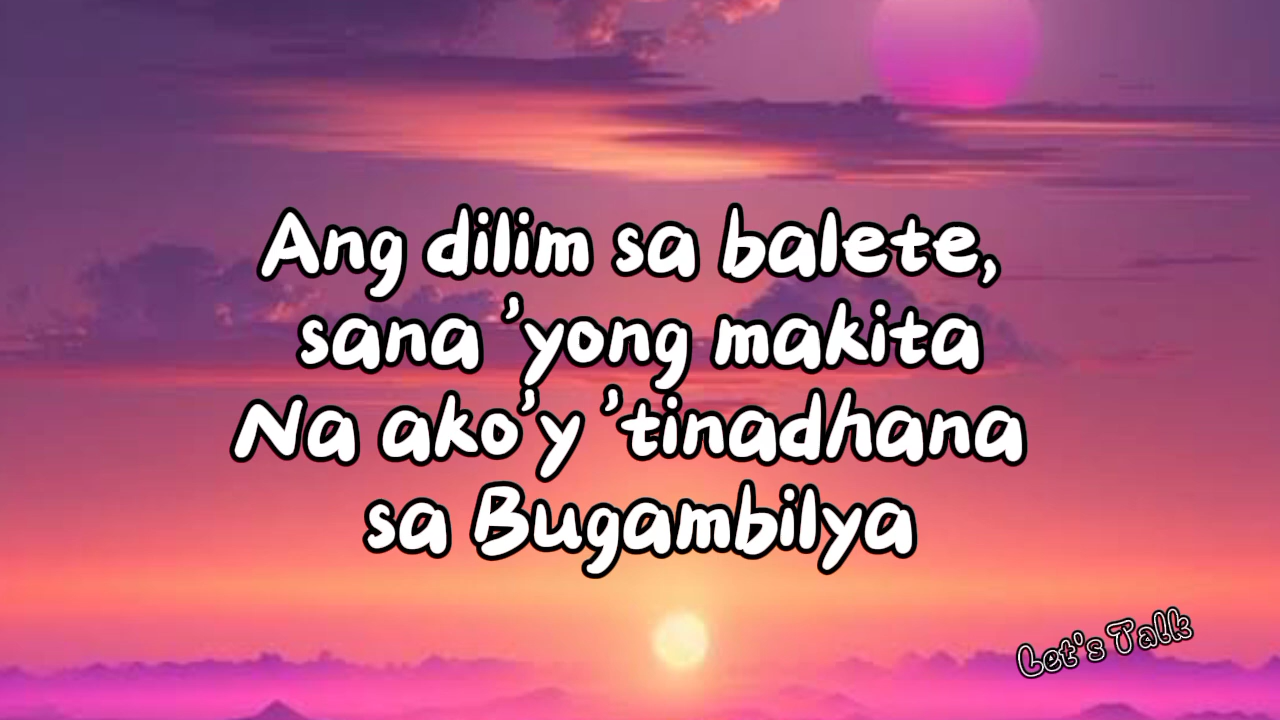 Ang dilim sa balete,
sana 'yong makita
Na ako'y 'tinadhana
sa Bugambilya
Let's Talk